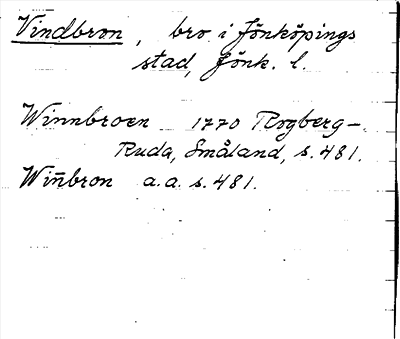 Vindbron, bro i Jönköpings
stad, Jönk. l.
Winnbroen 1770 Rogberg-
Ruda, Småland, s. 481.
Wiñbron a.a. s. 481.